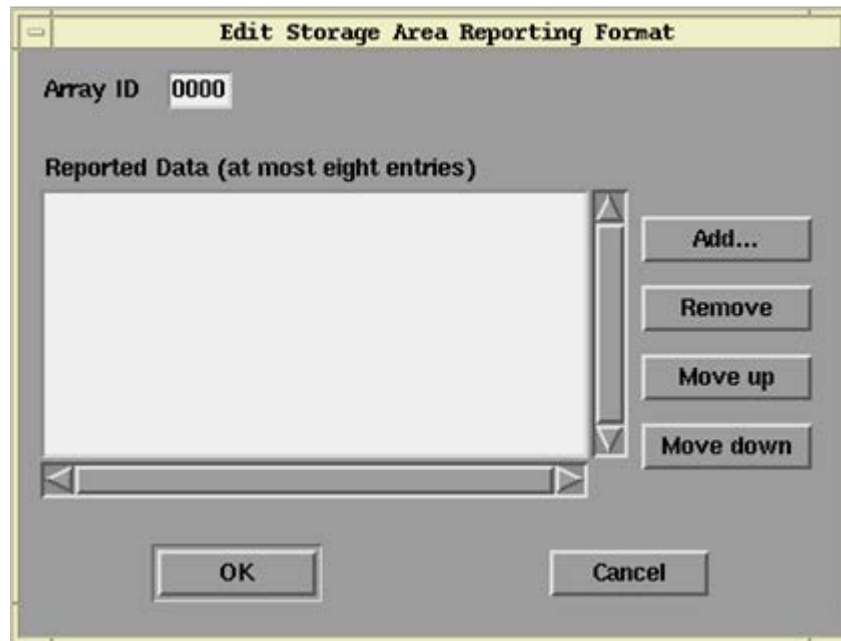 Edit Storage Area Reporting Format
Array ID 0000
Reported Data (at most eight entries)
Add...
Remove
Move up
Move down
OK Cancel